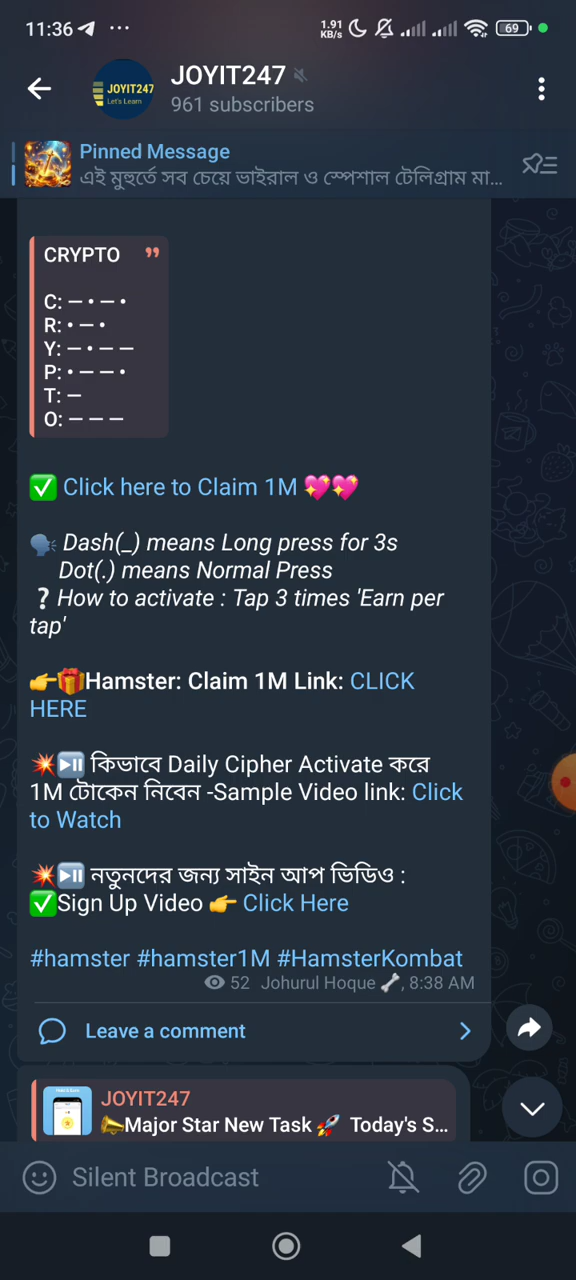 11:36
1.91 KB/s
69
JOYIT247
Let's Learn
JOYIT247
961 subscribers
Pinned Message
এই মুহুর্তে সব চেয়ে ভাইরাল ও স্পেশাল টেলিগ্রাম মা...
CRYPTO ”
C: — • — •
R: • — •
Y: — • — —
P: • — — •
T: —
O: — — —
✅ Click here to Claim 1M 💖💖
🗣 Dash(_) means Long press for 3s
Dot(.) means Normal Press
❔ How to activate : Tap 3 times 'Earn per
tap'
👉🎁Hamster: Claim 1M Link: CLICK
HERE
💥⏯ কিভাবে Daily Cipher Activate করে
1M টোকেন নিবেন -Sample Video link: Click
to Watch
💥⏯ নতুনদের জন্য সাইন আপ ভিডিও :
✅Sign Up Video 👉 Click Here
#hamster #hamster1M #HamsterKombat
52 Johurul Hoque 🦴, 8:38 AM
Leave a comment
JOYIT247
📣Major Star New Task 🚀 Today's S...
Silent Broadcast